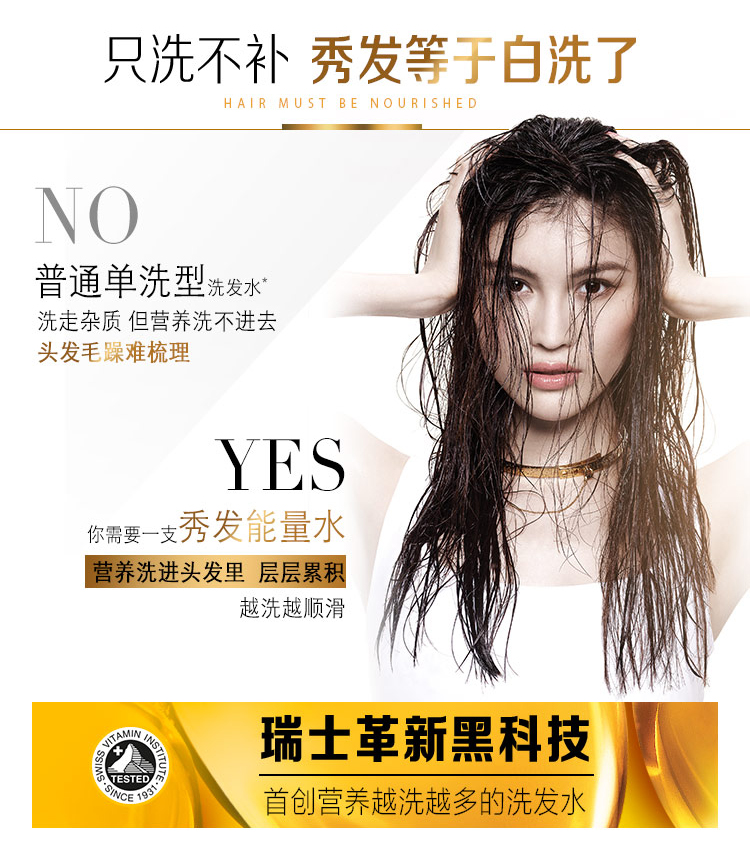 只洗不补 秀发等于白洗了
HAIR MUST BE NOURISHED
NO
普通单洗型洗发水*
洗走杂质 但营养洗不进去
头发毛躁难梳理
YES
你需要一支秀发能量水
营养洗进头发里 层层累积
越洗越顺滑
SWISS VITAMIN INSTITUTE
TESTED
SINCE 1931
瑞士革新黑科技
首创营养越洗越多的洗发水